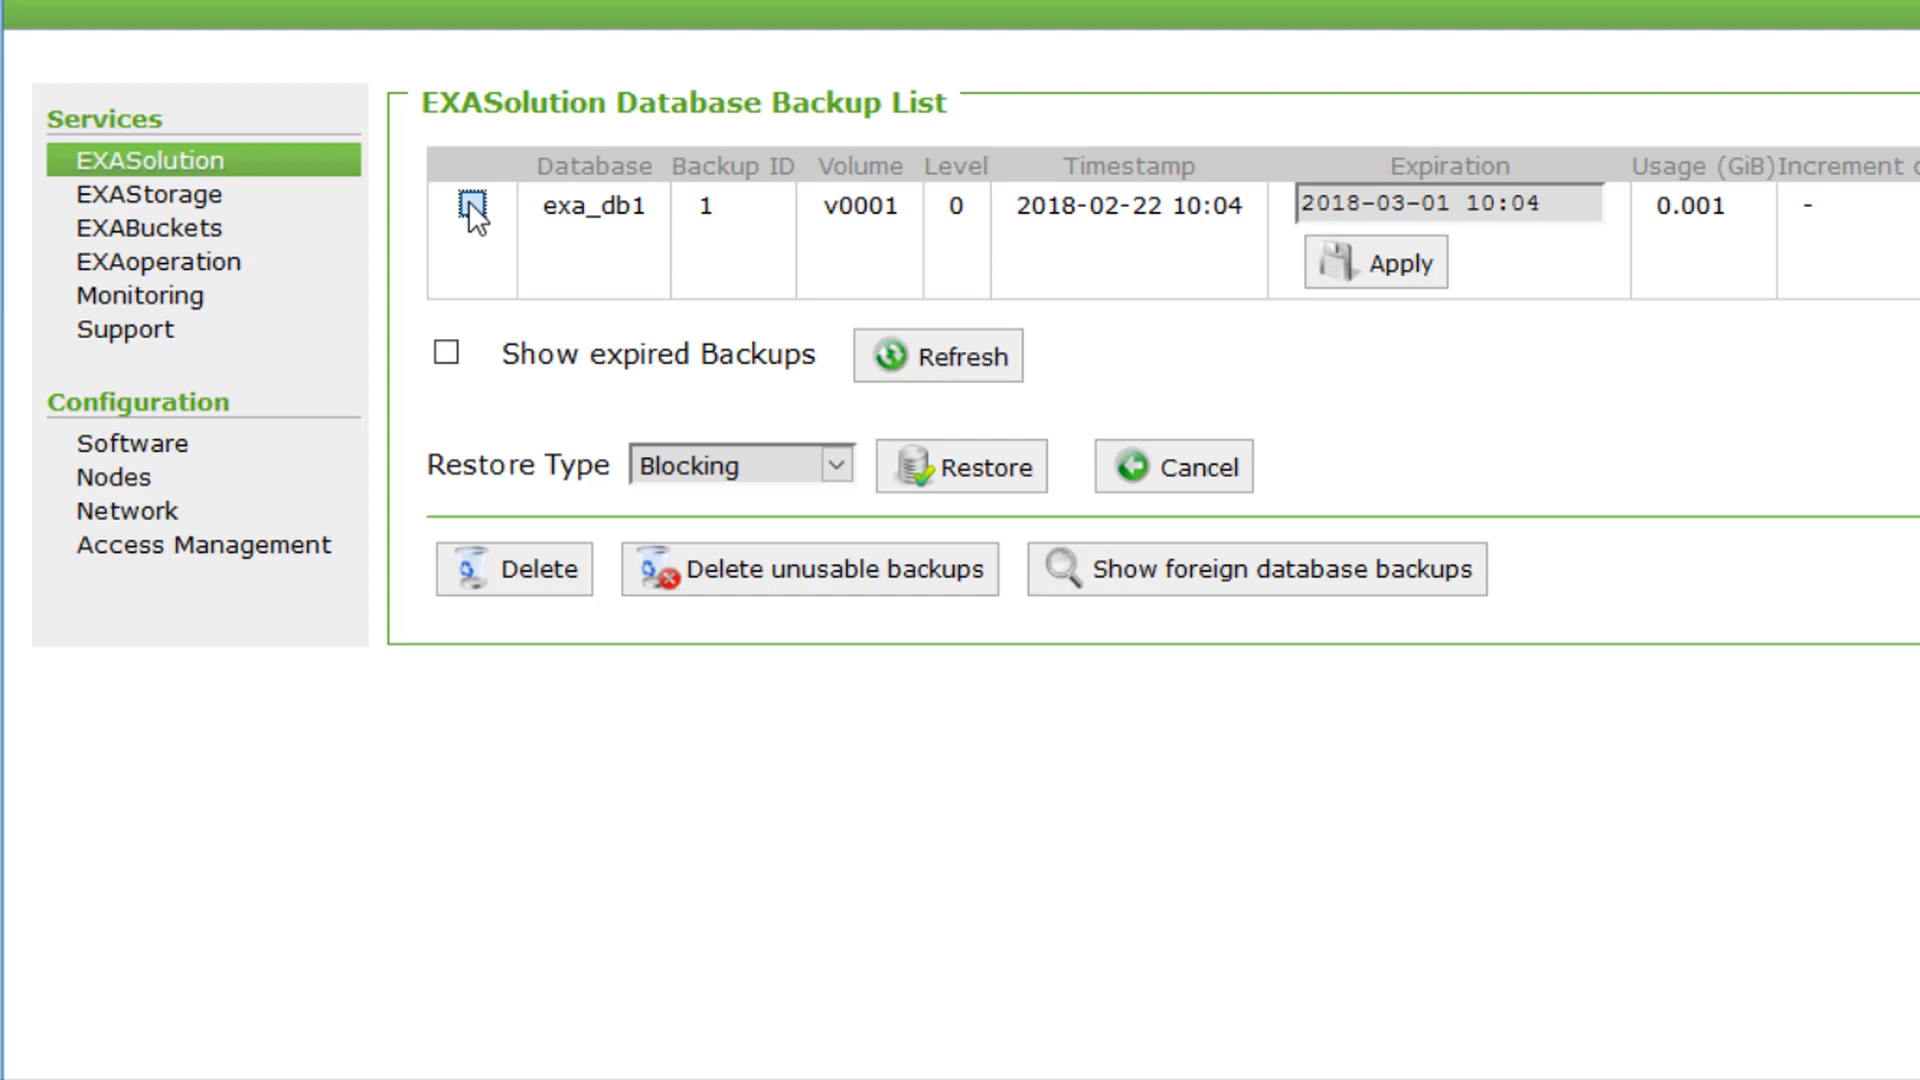 Services
EXASolution
EXAStorage
EXABuckets
EXAoperation
Monitoring
Support
Configuration
Software
Nodes
Network
Access Management
EXASolution Database Backup List
Database Backup ID Volume Level Timestamp Expiration Usage (GiB) Increment
exa_db1 1 v0001 0 2018-02-22 10:04 2018-03-01 10:04 0.001 -
Apply
Show expired Backups Refresh
Restore Type Blocking Restore Cancel
Delete Delete unusable backups Show foreign database backups